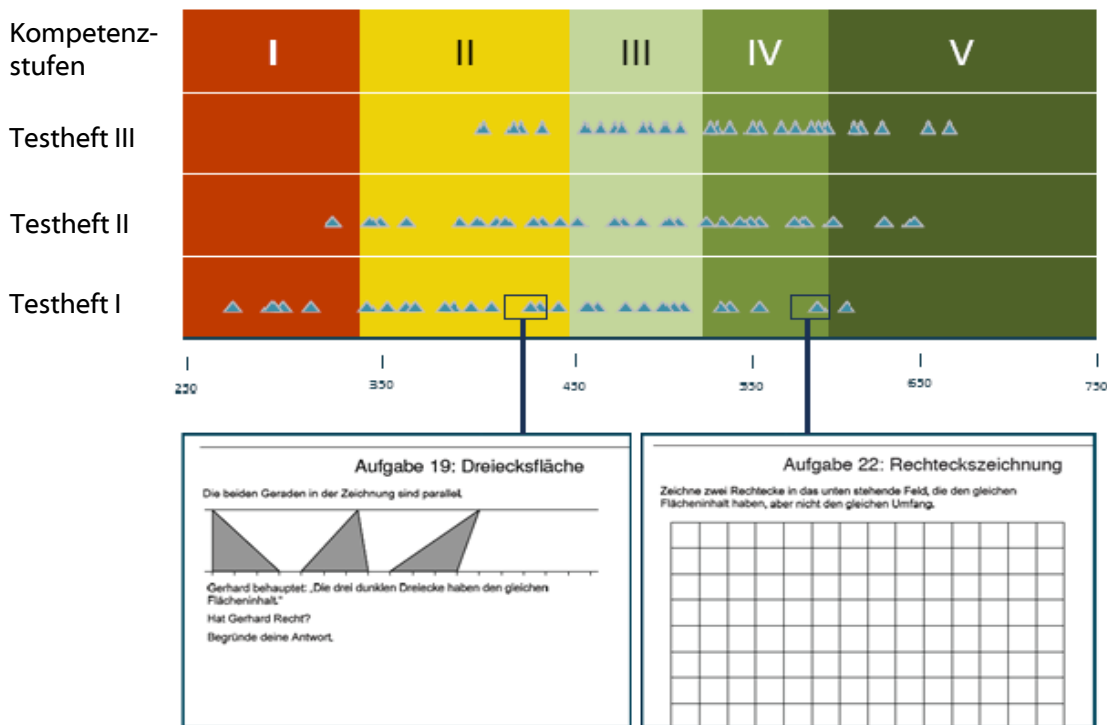 Kompetenz-
stufen
I II III IV V
Testheft III
Testheft II
Testheft I
250 350 450 550 650 750
Aufgabe 19: Dreiecksfläche
Die beiden Geraden in der Zeichnung sind parallel.
Gerhard behauptet: „Die drei dunklen Dreiecke haben den gleichen
Flächeninhalt."
Hat Gerhard Recht?
Begründe deine Antwort.
Aufgabe 22: Rechteckszeichnung
Zeichne zwei Rechtecke in das unten stehende Feld, die den gleichen
Flächeninhalt haben, aber nicht den gleichen Umfang.